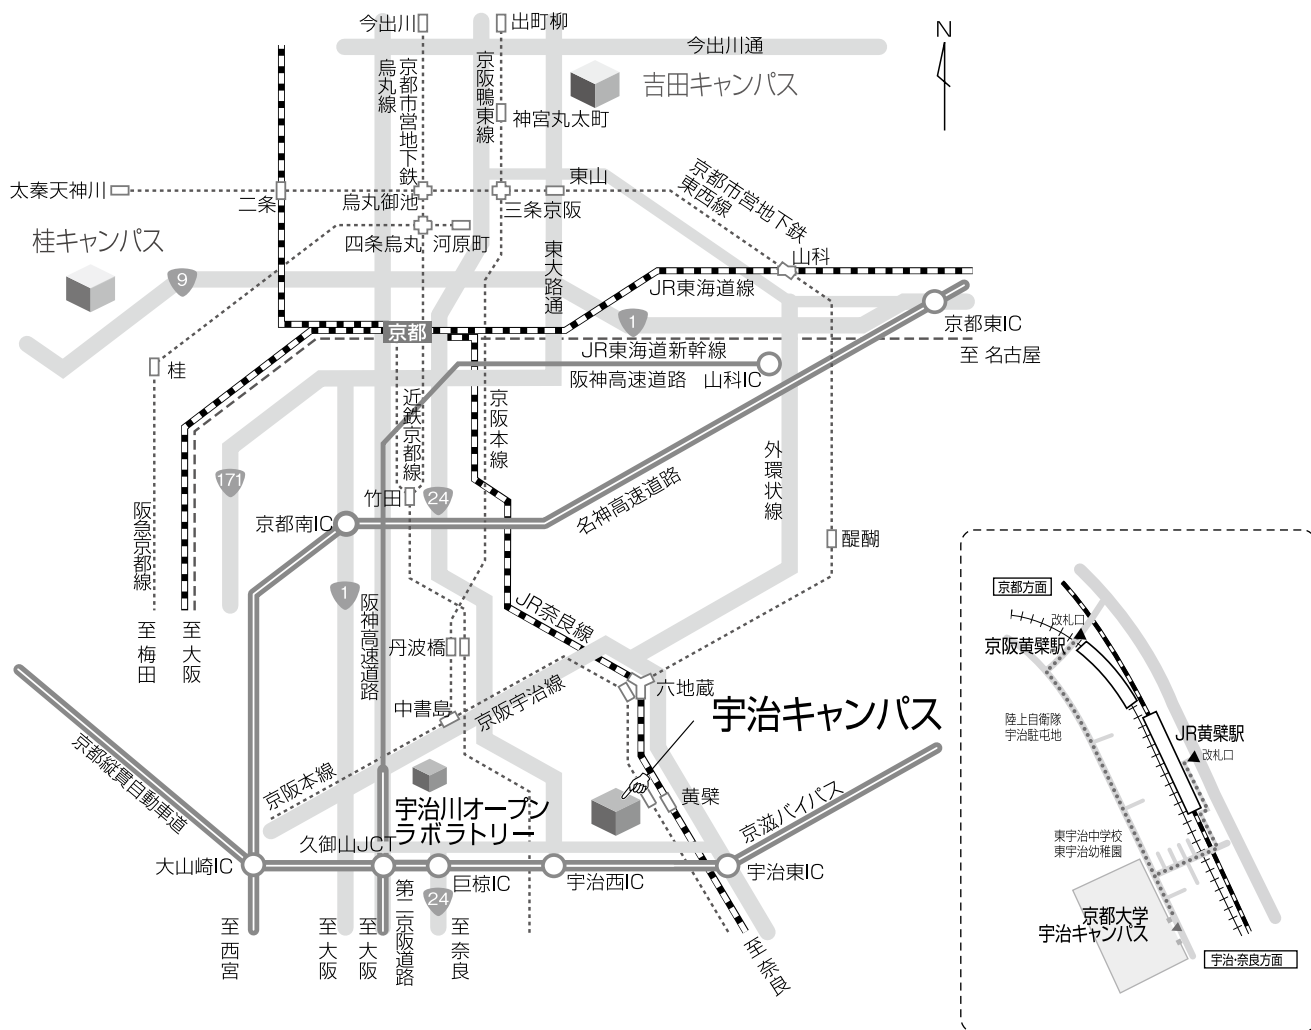 今出川
出町柳
N
今出川通
京都市営地下鉄
烏丸線
京阪鴨東線
吉田キャンパス
神宮丸太町
太秦天神川
二条
烏丸御池
三条京阪
東山
京都市営地下鉄
東西線
桂キャンパス
四条烏丸
河原町
東大路通
山科
9
JR東海道線
1
京都東IC
京都
JR東海道新幹線
至 名古屋
桂
阪神高速道路
山科IC
近鉄京都線
京阪本線
外環状線
171
竹田
24
名神高速道路
阪急京都線
京都南IC
醍醐
1
阪神高速道路
JR奈良線
至梅田
至大阪
丹波橋
六地蔵
中書島
京阪宇治線
宇治キャンパス
京都縦貫自動車道
京阪本線
宇治川オープン
ラボラトリー
黄檗
京滋バイパス
久御山JCT
大山崎IC
巨椋IC
宇治西IC
宇治東IC
24
至西宮
至大阪
至大阪
第二京阪道路
至奈良
至奈良
京都方面
改札口
京阪黄檗駅
陸上自衛隊
宇治駐屯地
JR黄檗駅
改札口
東宇治中学校
東宇治幼稚園
京都大学
宇治キャンパス
宇治・奈良方面